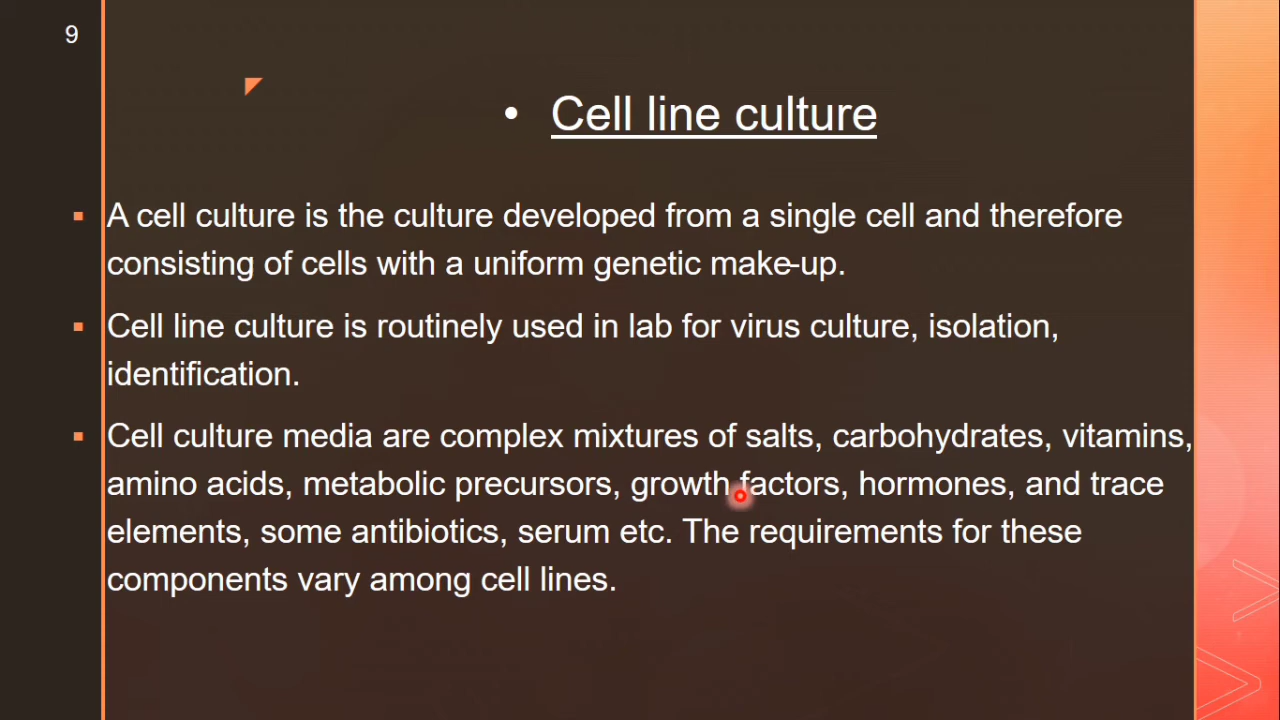 9
• Cell line culture
▪ A cell culture is the culture developed from a single cell and therefore
consisting of cells with a uniform genetic make-up.
▪ Cell line culture is routinely used in lab for virus culture, isolation,
identification.
▪ Cell culture media are complex mixtures of salts, carbohydrates, vitamins,
amino acids, metabolic precursors, growth factors, hormones, and trace
elements, some antibiotics, serum etc. The requirements for these
components vary among cell lines.